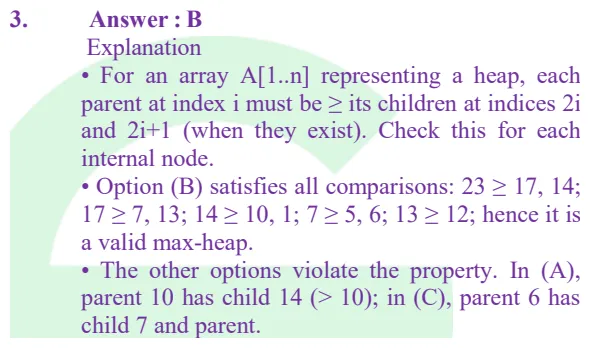 3. Answer : B
Explanation
• For an array A[1..n] representing a heap, each
parent at index i must be ≥ its children at indices 2i
and 2i+1 (when they exist). Check this for each
internal node.
• Option (B) satisfies all comparisons: 23 ≥ 17, 14;
17 ≥ 7, 13; 14 ≥ 10, 1; 7 ≥ 5, 6; 13 ≥ 12; hence it is
a valid max-heap.
• The other options violate the property. In (A),
parent 10 has child 14 (> 10); in (C), parent 6 has
child 7 and parent.